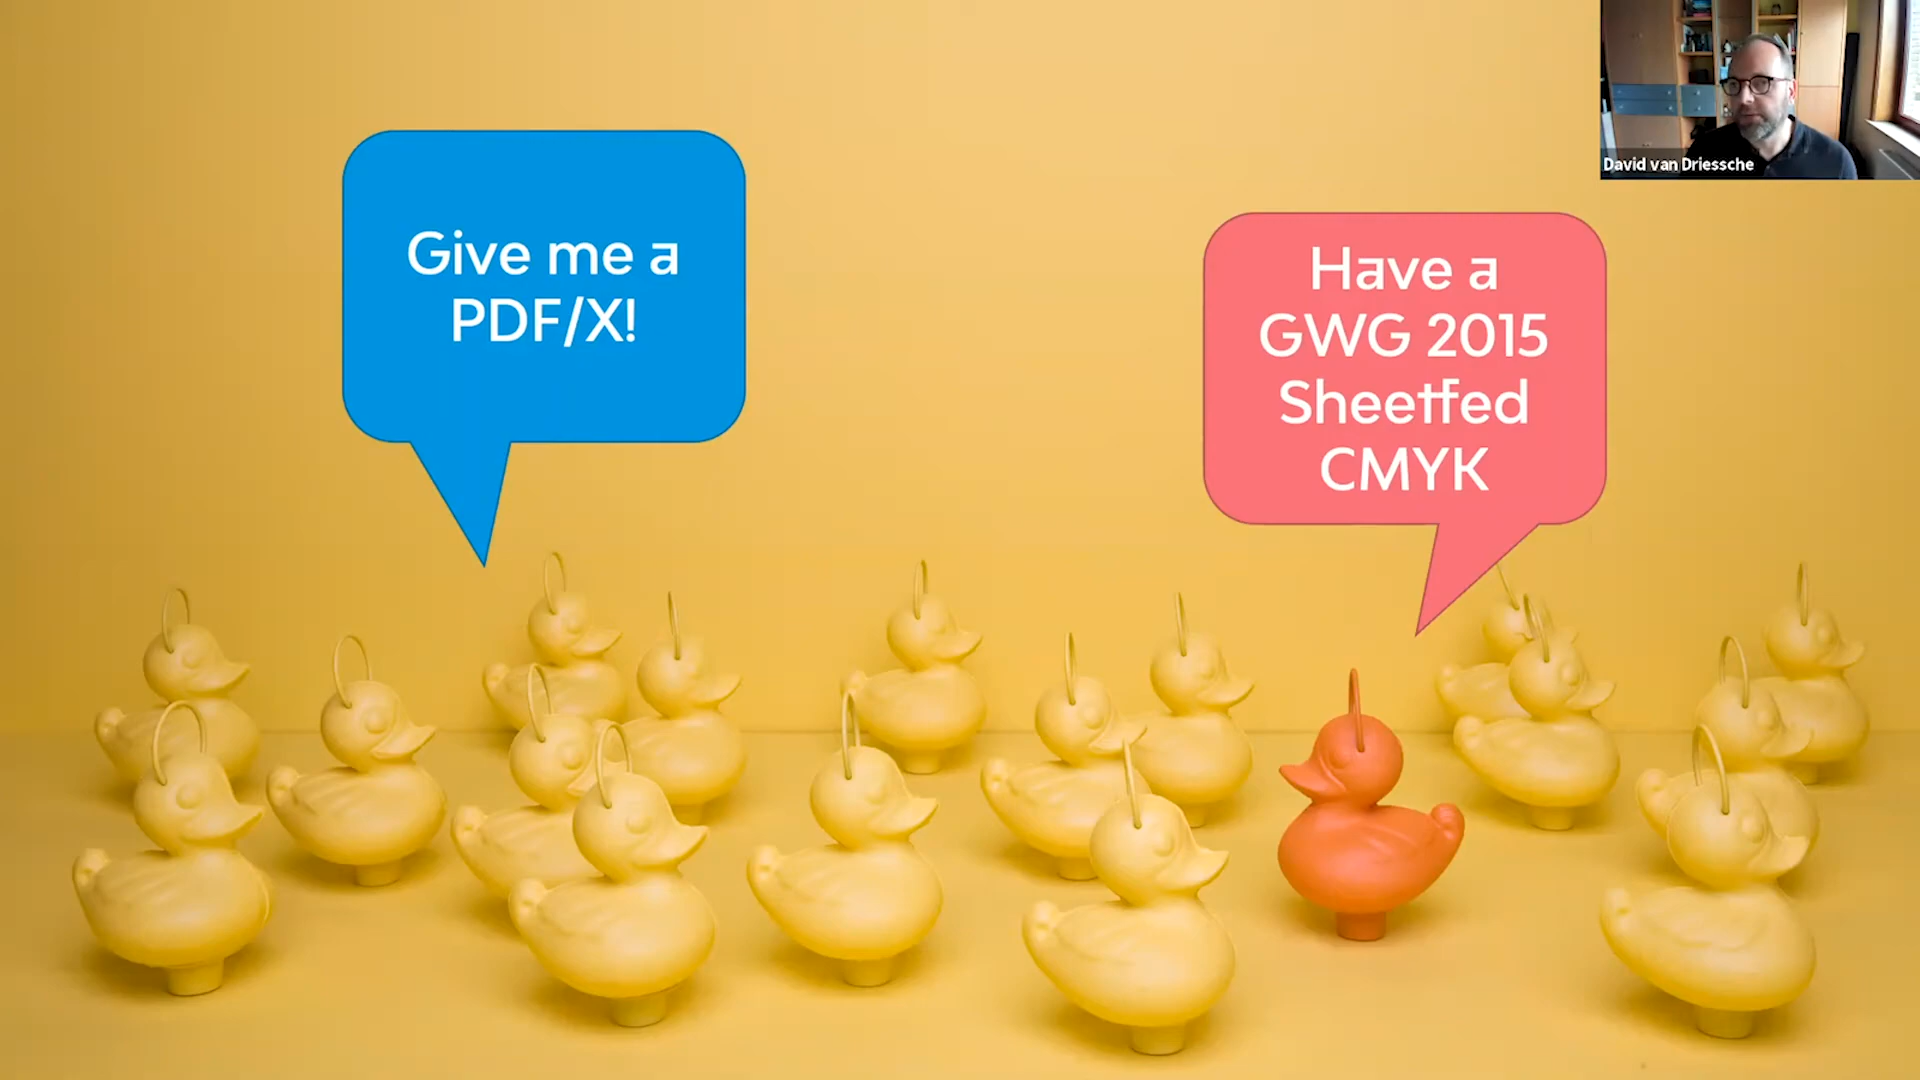 Give me a
PDF/X!
Have a
GWG 2015
Sheetfed
CMYK
David van Driessche